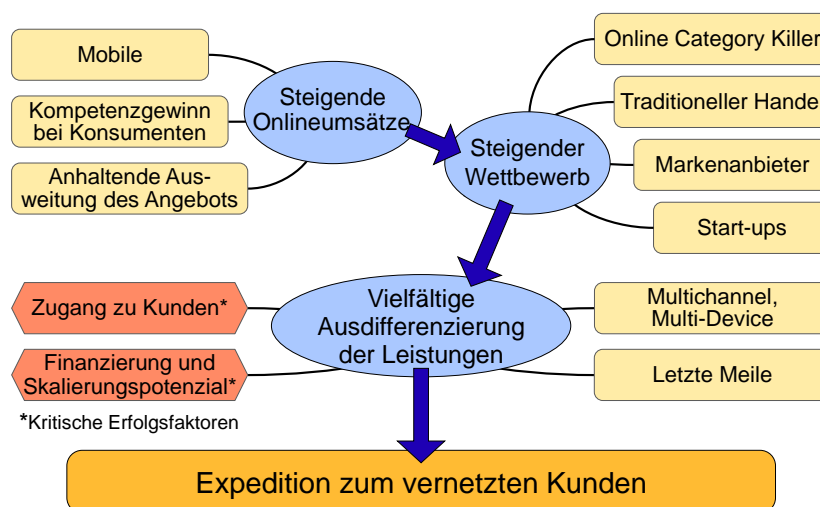 Mobile
Kompetenzgewinn
bei Konsumenten
Anhaltende Aus-
weitung des Angebots
Steigende
Onlineumsätze
Steigender
Wettbewerb
Online Category Killer
Traditioneller Handel
Markenanbieter
Start-ups
Zugang zu Kunden*
Finanzierung und
Skalierungspotenzial*
*Kritische Erfolgsfaktoren
Vielfältige
Ausdifferenzierung
der Leistungen
Multichannel,
Multi-Device
Letzte Meile
Expedition zum vernetzten Kunden